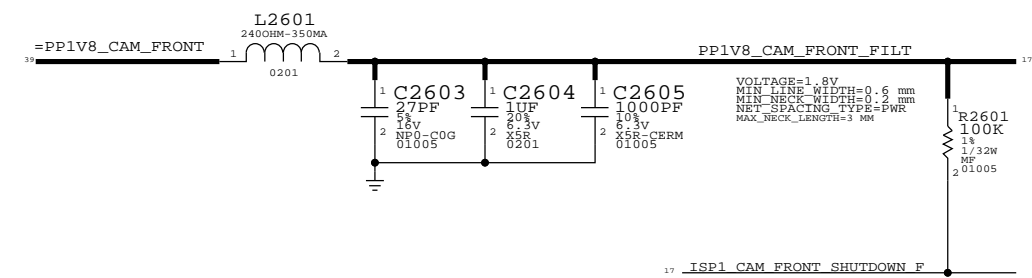 L2601
240OHM-350MA
=PP1V8_CAM_FRONT
1
2
PP1V8_CAM_FRONT_FILT
39
17
0201
VOLTAGE=1.8V
MIN_LINE_WIDTH=0.6 mm
MIN_NECK_WIDTH=0.2 mm
NET_SPACING_TYPE=PWR
MAX_NECK_LENGTH=3 MM
1
C2603
27PF
5%
16V
NP0-C0G
01005
2
1
C2604
1UF
20%
6.3V
X5R
0201
2
1
C2605
1000PF
10%
6.3V
X5R-CERM
01005
2
1
R2601
100K
1%
1/32W
MF
01005
2
17
ISP1_CAM_FRONT_SHUTDOWN_F